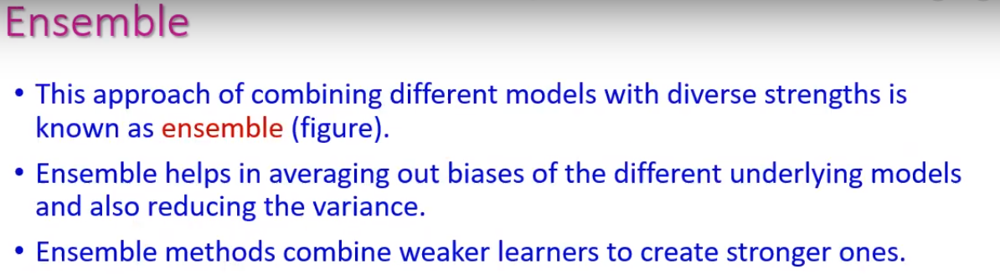 Ensemble
• This approach of combining different models with diverse strengths is
known as ensemble (figure).
• Ensemble helps in averaging out biases of the different underlying models
and also reducing the variance.
• Ensemble methods combine weaker learners to create stronger ones.